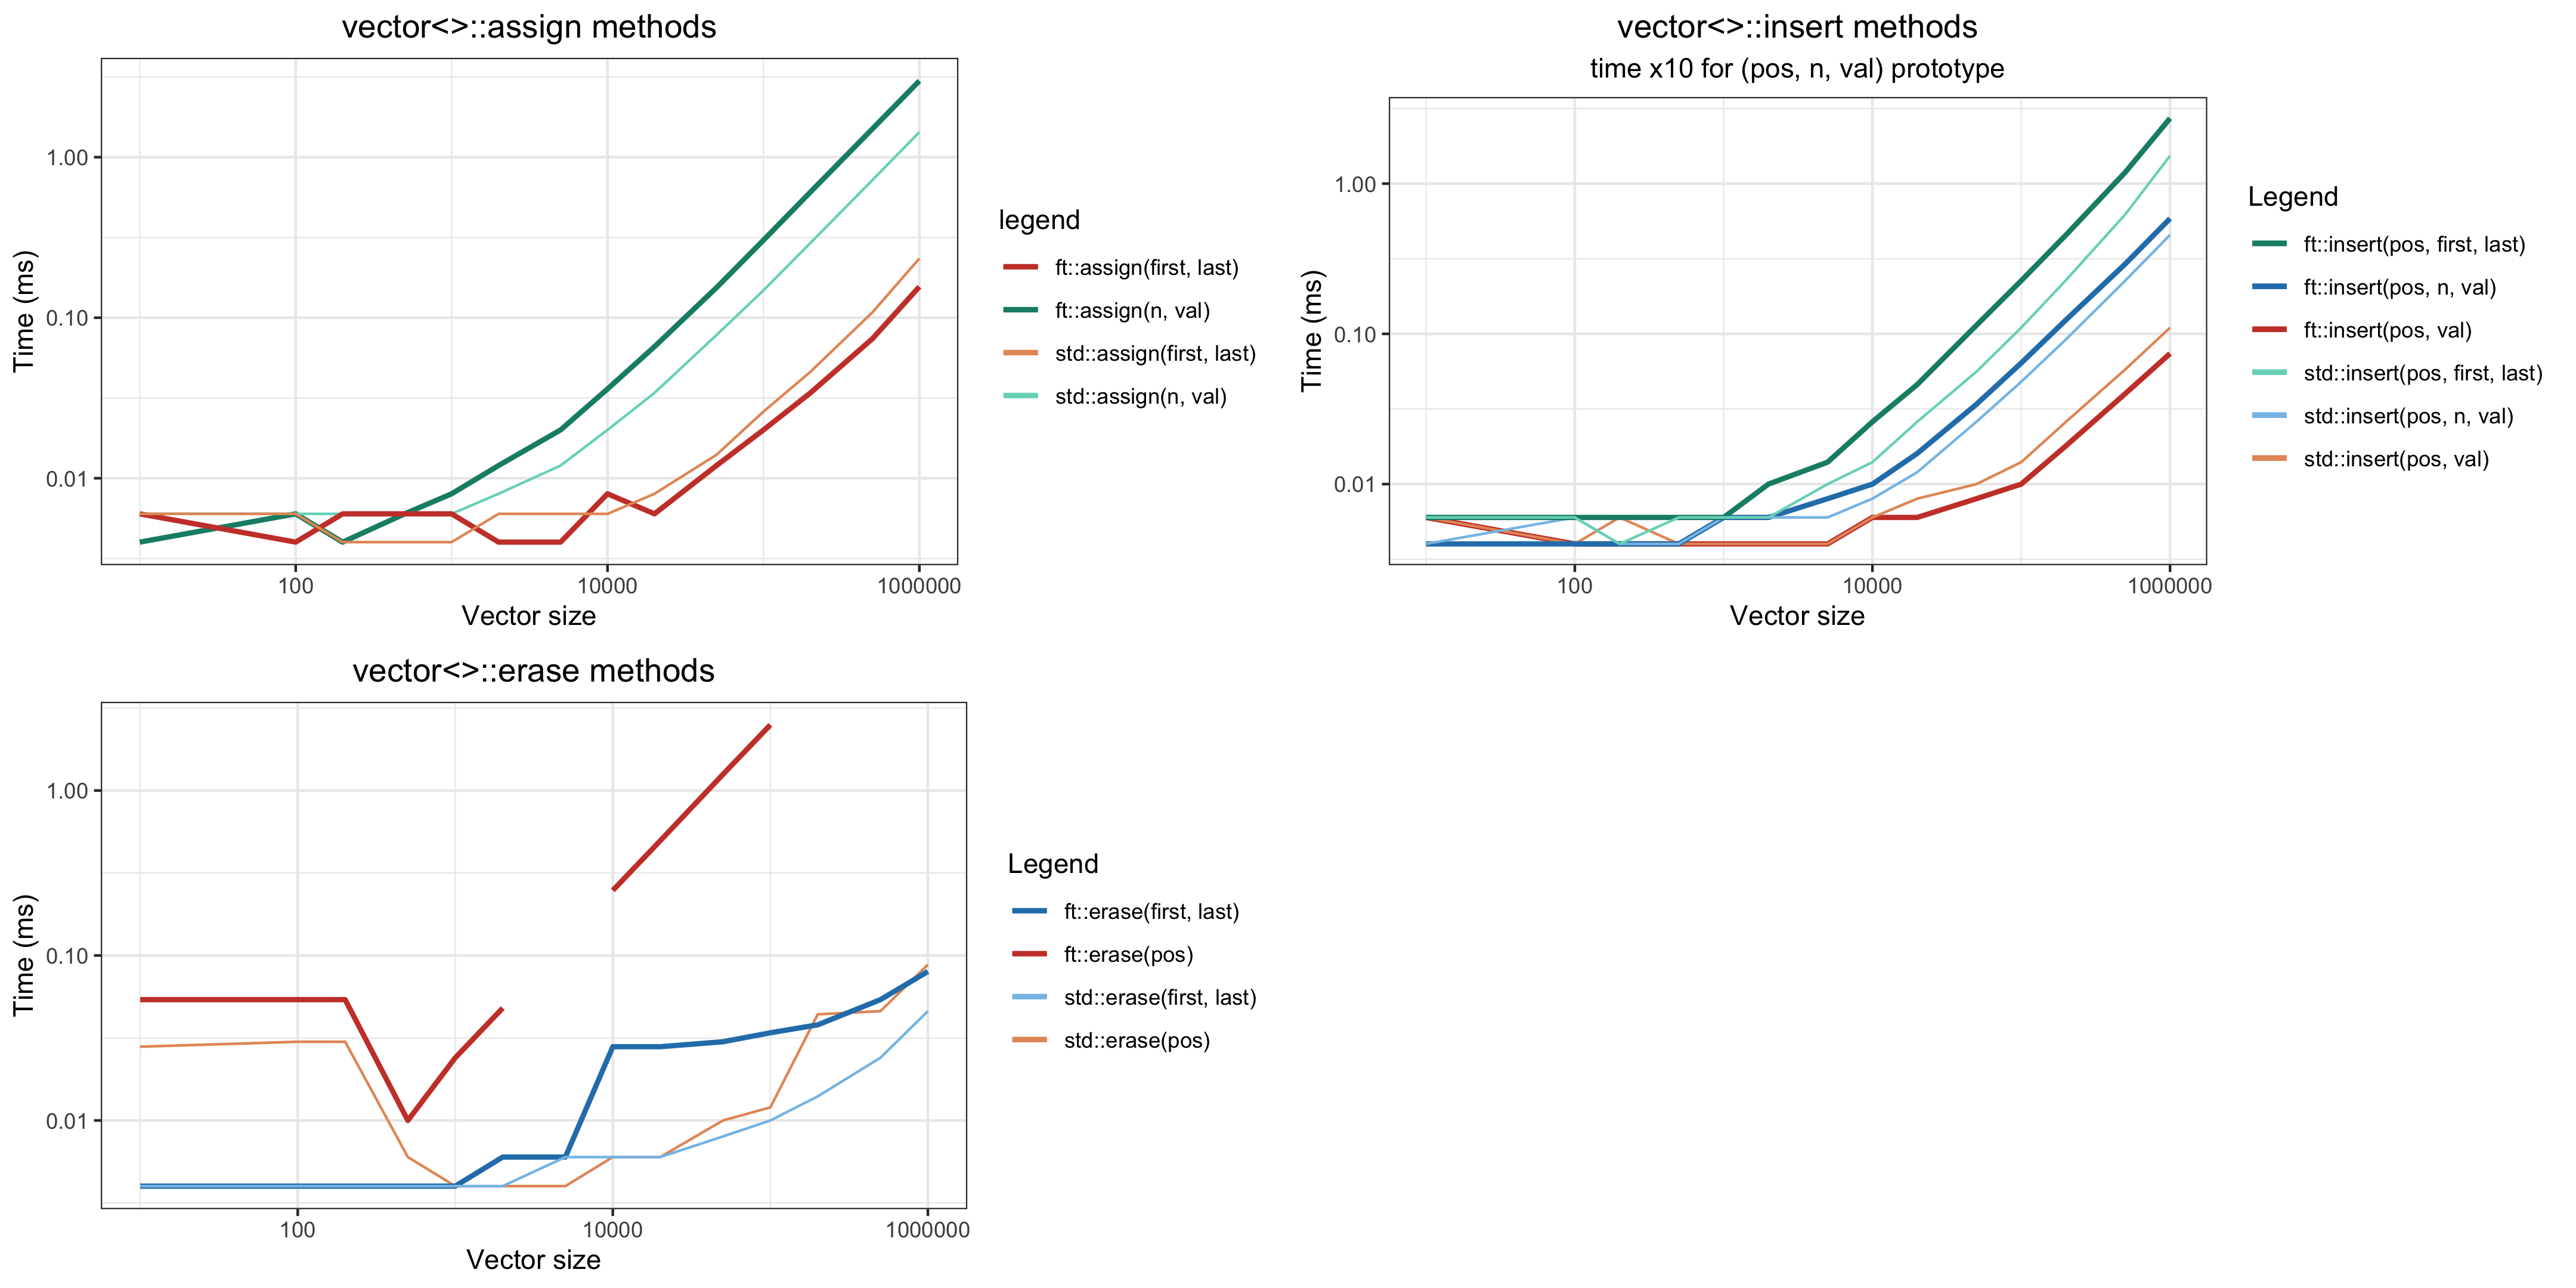 vector<>::assign methods
Time (ms)
1.00
0.10
0.01
100
10000
1000000
Vector size
legend
ft::assign(first, last)
ft::assign(n, val)
std::assign(first, last)
std::assign(n, val)
vector<>::insert methods
time x10 for (pos, n, val) prototype
Time (ms)
1.00
0.10
0.01
100
10000
1000000
Vector size
Legend
ft::insert(pos, first, last)
ft::insert(pos, n, val)
ft::insert(pos, val)
std::insert(pos, first, last)
std::insert(pos, n, val)
std::insert(pos, val)
vector<>::erase methods
Time (ms)
1.00
0.10
0.01
100
10000
1000000
Vector size
Legend
ft::erase(first, last)
ft::erase(pos)
std::erase(first, last)
std::erase(pos)